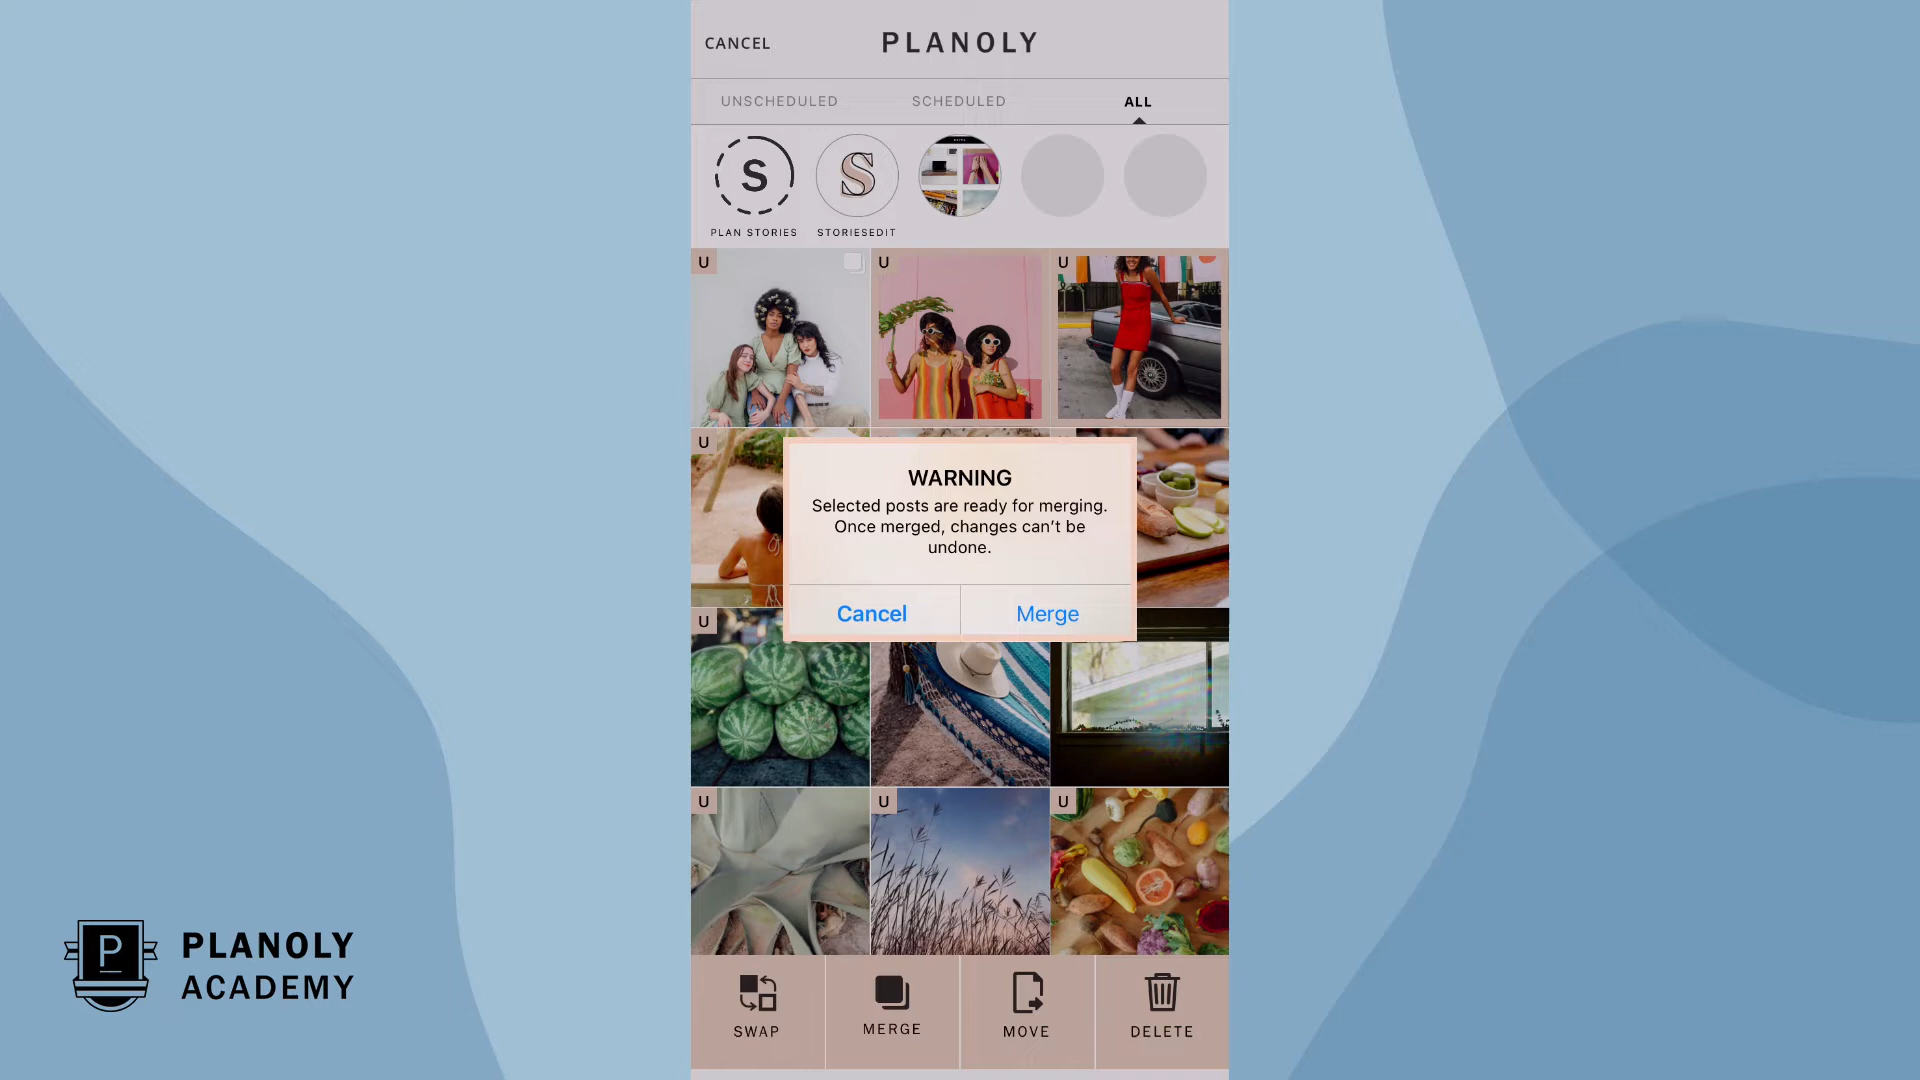 CANCEL
PLANOLY
UNSCHEDULED
SCHEDULED
ALL
S
S
PLAN STORIES
STORIESEDIT
U
U
U
U
WARNING
Selected posts are ready for merging.
Once merged, changes can't be
undone.
Cancel
Merge
U
U
U
U
SWAP
MERGE
MOVE
DELETE
P
PLANOLY
ACADEMY